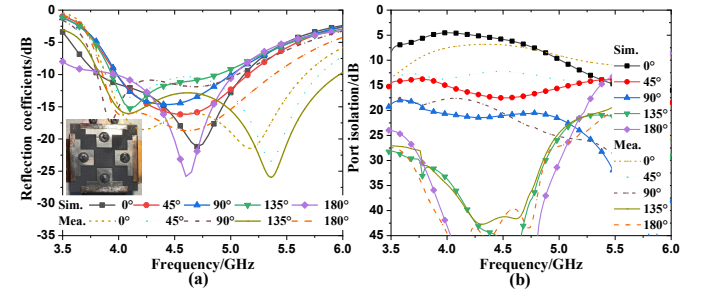 0
-5
-10
-15
-20
-25
-30
-35
Reflection coefficients/dB
Sim. 0° 45° 90° 135° 180°
Mea. 0° 45° 90° 135° 180°
3.5 4.0 4.5 5.0 5.5 6.0
Frequency/GHz
(a)
0
5
10
15
20
25
30
35
40
45
Port isolation/dB
Sim.
0°
45°
90°
135°
180°
Mea.
0°
45°
90°
135°
180°
3.5 4.0 4.5 5.0 5.5 6.0
Frequency/GHz
(b)